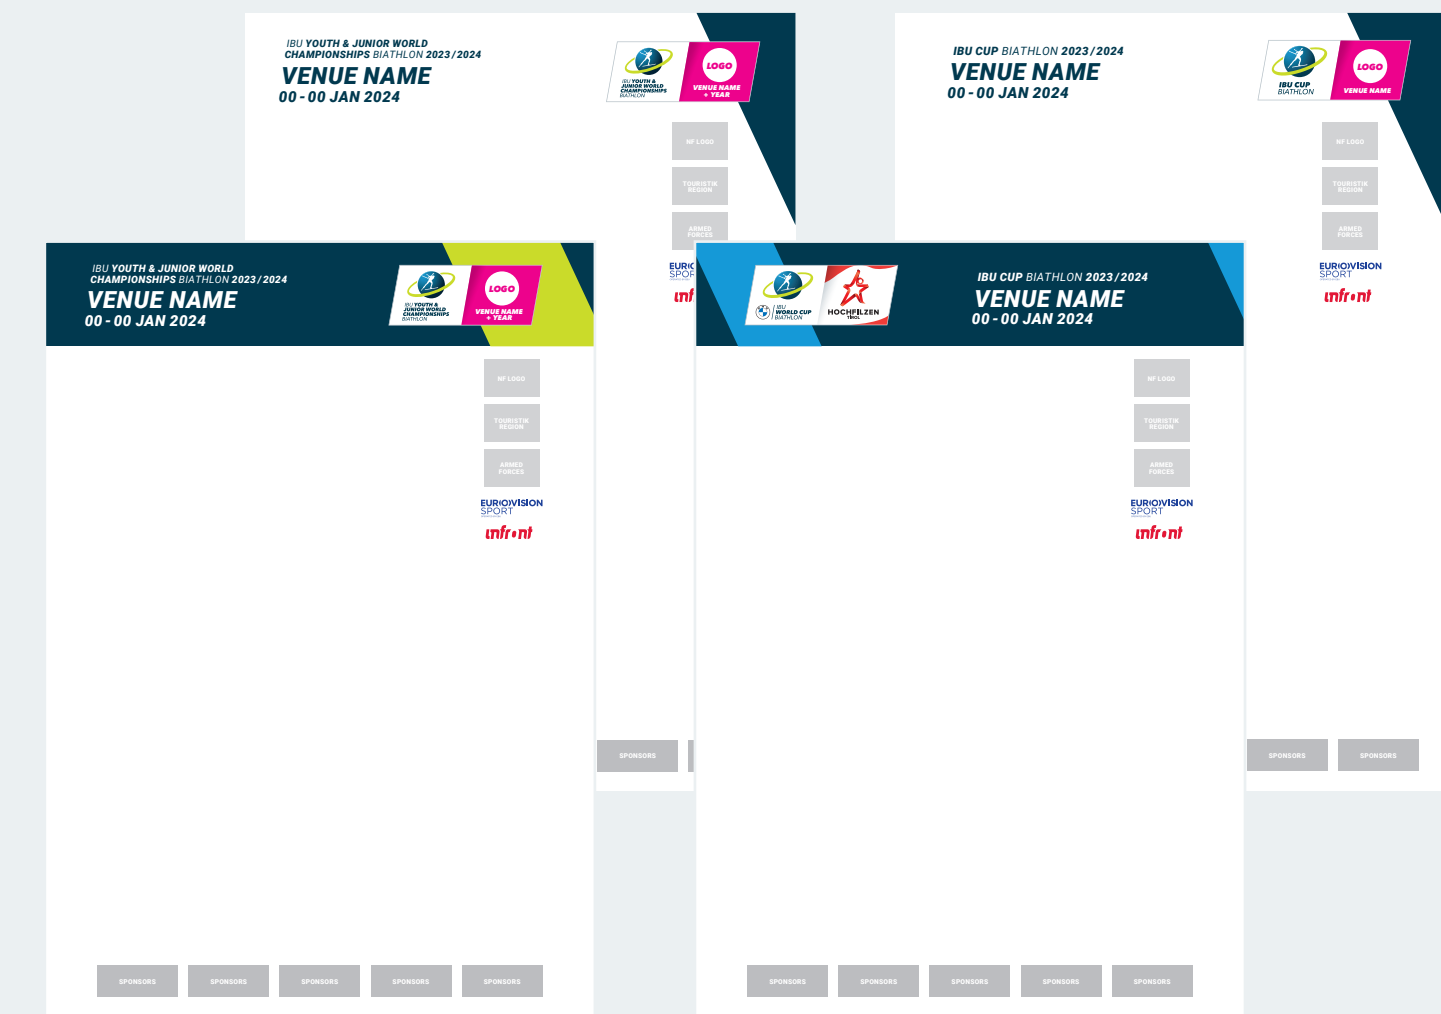 IBU YOUTH & JUNIOR WORLD
CHAMPIONSHIPS BIATHLON 2023/2024
VENUE NAME
00 - 00 JAN 2024
IBU YOUTH &
JUNIOR WORLD
CHAMPIONSHIPS
BIATHLON
LOGO
VENUE NAME
+ YEAR
NF LOGO
TOURISTIK
REGION
ARMED
FORCES
EURO
SPOR
infr
SPONSORS
IBU CUP BIATHLON 2023/2024
VENUE NAME
00 - 00 JAN 2024
IBU CUP
BIATHLON
LOGO
VENUE NAME
NF LOGO
TOURISTIK
REGION
ARMED
FORCES
EUROVISION
SPORT
infront
SPONSORS
SPONSORS
IBU YOUTH & JUNIOR WORLD
CHAMPIONSHIPS BIATHLON 2023/2024
VENUE NAME
00 - 00 JAN 2024
IBU YOUTH &
JUNIOR WORLD
CHAMPIONSHIPS
BIATHLON
LOGO
VENUE NAME
+ YEAR
NF LOGO
TOURISTIK
REGION
ARMED
FORCES
EUROVISION
SPORT
infront
SPONSORS
SPONSORS
SPONSORS
SPONSORS
SPONSORS
IBU
WORLD CUP
BIATHLON
HOCHFILZEN
TIROL
IBU CUP BIATHLON 2023/2024
VENUE NAME
00 - 00 JAN 2024
NF LOGO
TOURISTIK
REGION
ARMED
FORCES
EUROVISION
SPORT
infront
SPONSORS
SPONSORS
SPONSORS
SPONSORS
SPONSORS